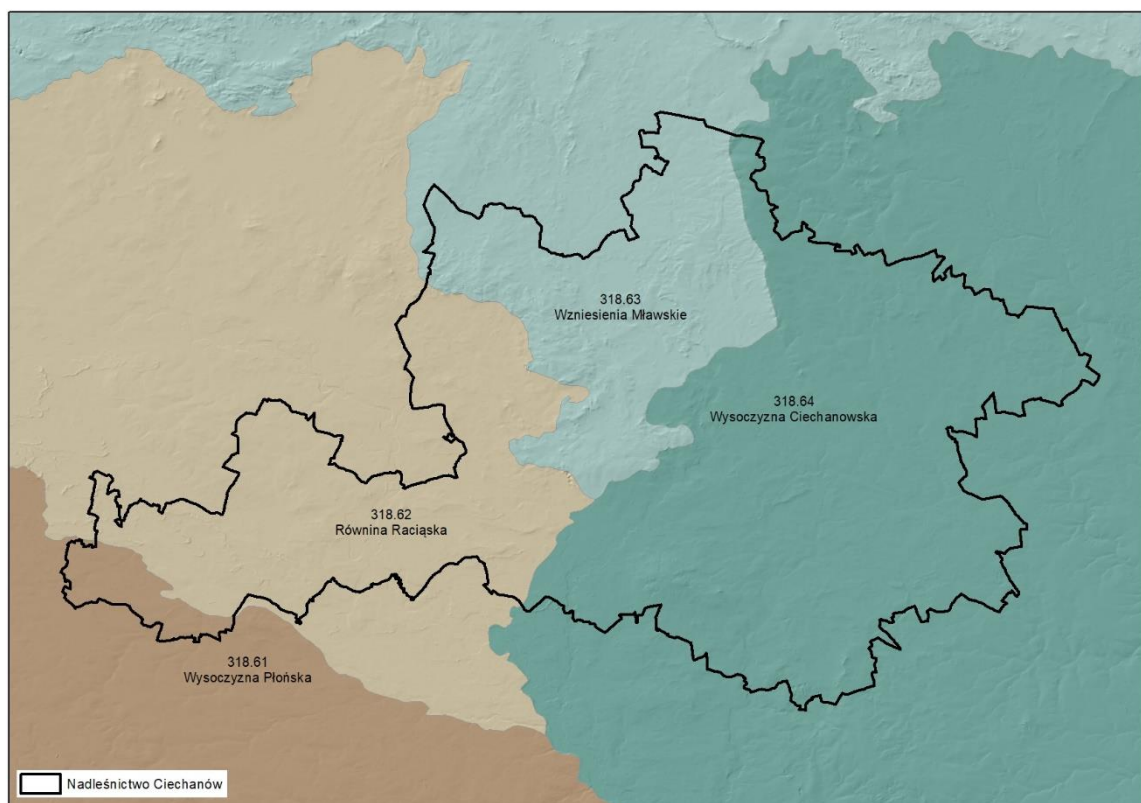 318.63
Wzniesienia Mławskie
318.64
Wysoczyzna Ciechanowska
318.62
Równina Raciąska
318.61
Wysoczyzna Płońska
Nadleśnictwo Ciechanów